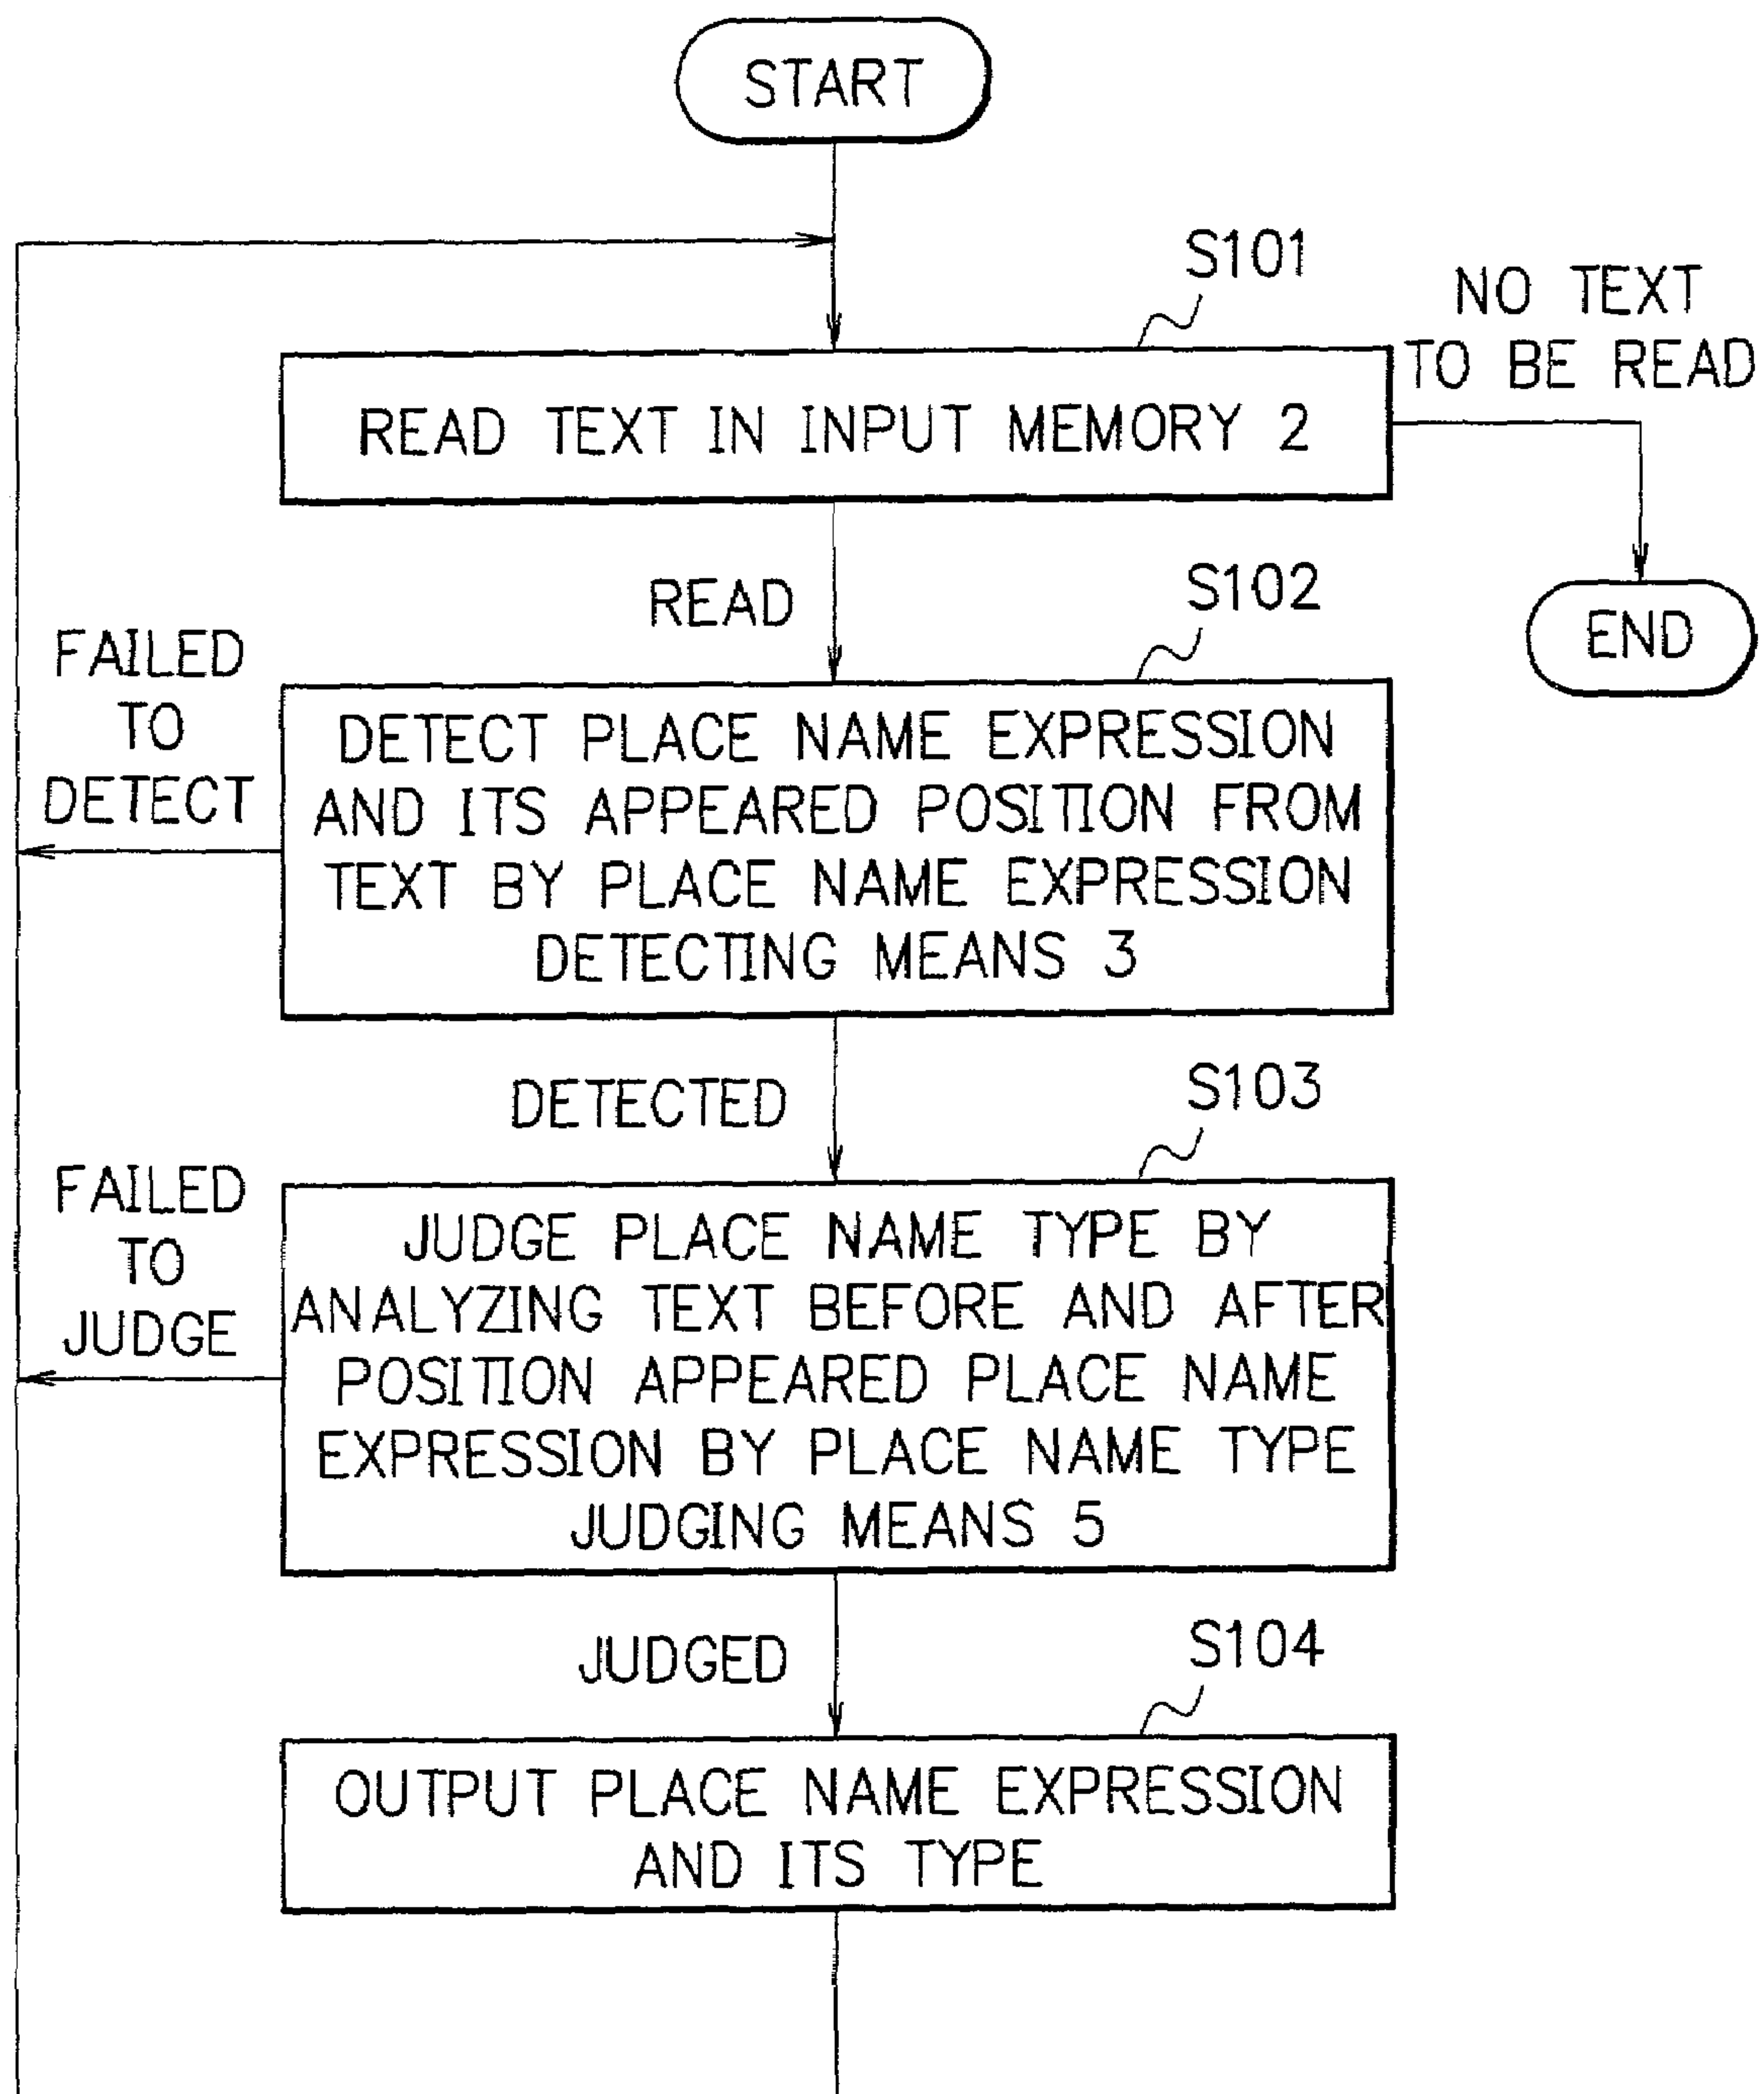 START
S101
NO TEXT
TO BE READ
READ TEXT IN INPUT MEMORY 2
READ
S102
END
FAILED
TO
DETECT
DETECT PLACE NAME EXPRESSION
AND ITS APPEARED POSITION FROM
TEXT BY PLACE NAME EXPRESSION
DETECTING MEANS 3
DETECTED
S103
FAILED
TO
JUDGE
JUDGE PLACE NAME TYPE BY
ANALYZING TEXT BEFORE AND AFTER
POSITION APPEARED PLACE NAME
EXPRESSION BY PLACE NAME TYPE
JUDGING MEANS 5
JUDGED
S104
OUTPUT PLACE NAME EXPRESSION
AND ITS TYPE